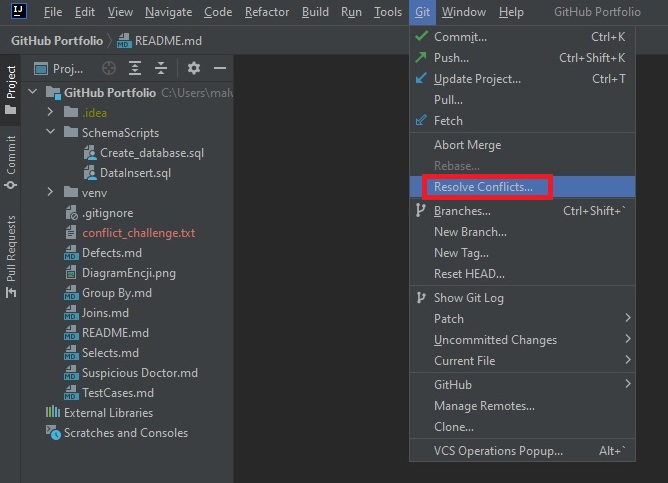 IJ File Edit View Navigate Code Refactor Build Run Tools Git Window Help GitHub Portfolio
GitHub Portfolio README.md
Project
Commit
Pull Requests
Proj...
GitHub Portfolio C:\Users\malw
.idea
SchemaScripts
Create_database.sql
DataInsert.sql
venv
.gitignore
conflict_challenge.txt
Defects.md
DiagramEncji.png
Group By.md
Joins.md
README.md
Selects.md
Suspicious Doctor.md
TestCases.md
External Libraries
Scratches and Consoles
Commit... Ctrl+K
Push... Ctrl+Shift+K
Update Project... Ctrl+T
Pull...
Fetch
Abort Merge
Rebase...
Resolve Conflicts...
Branches... Ctrl+Shift+`
New Branch...
New Tag...
Reset HEAD...
Show Git Log
Patch
Uncommitted Changes
Current File
GitHub
Manage Remotes...
Clone...
VCS Operations Popup... Alt+`